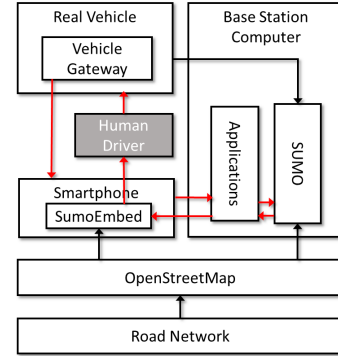 Real Vehicle
Vehicle
Gateway
Base Station
Computer
Human
Driver
Applications
SUMO
Smartphone
SumoEmbed
OpenStreetMap
Road Network